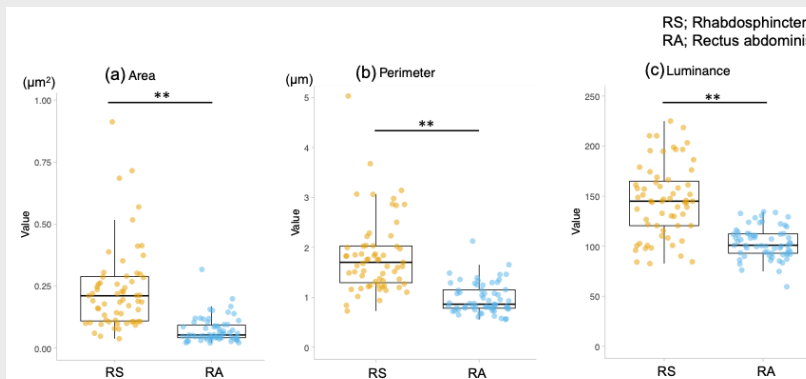 RS; Rhabdosphincter
RA; Rectus abdominis
(a) Area
(µm²)
**
1.00
0.75
0.50
0.25
0.00
Value
RS
RA
(b) Perimeter
(µm)
**
5
4
3
2
1
0
Value
RS
RA
(c) Luminance
**
250
200
150
100
50
0
Value
RS
RA